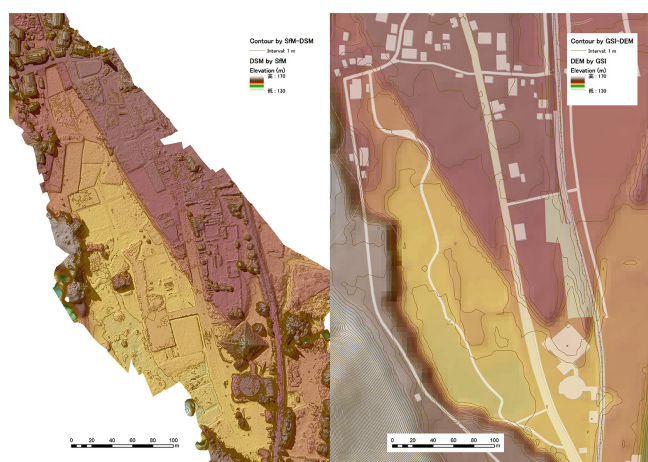 Contour by SfM-DSM
Interval: 1 m
DSM by SfM
Elevation (m)
高 : 170
低 : 130
0 20 40 60 80 100
m
Contour by GSI-DEM
Interval: 1 m
DEM by GSI
Elevation (m)
高 : 170
低 : 130
0 20 40 60 80 100
m